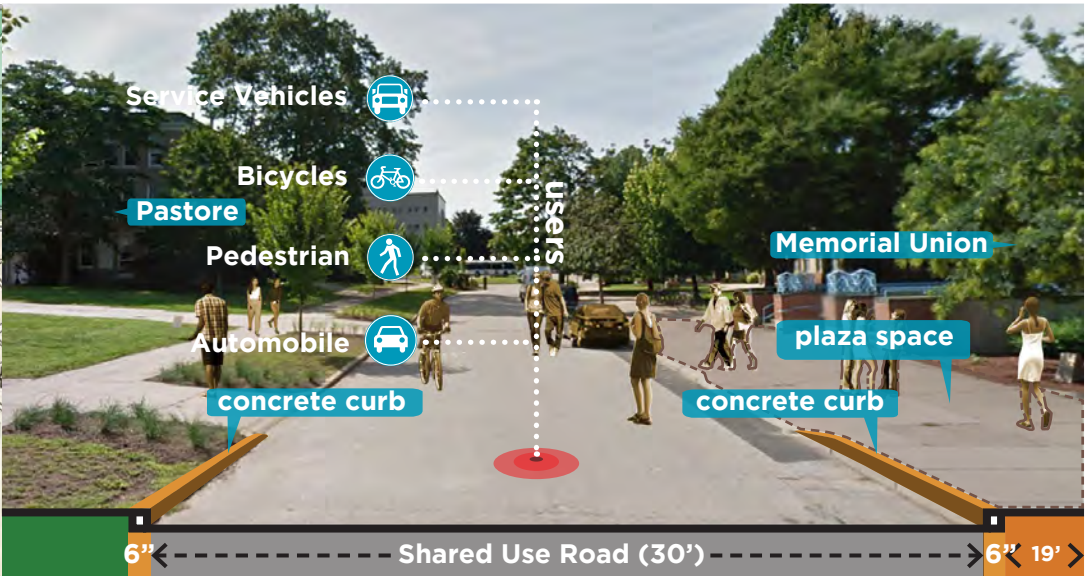 Service Vehicles
Bicycles
Pastore
users
Pedestrian
Memorial Union
Automobile
plaza space
concrete curb
concrete curb
6”
Shared Use Road (30’)
6”
19’